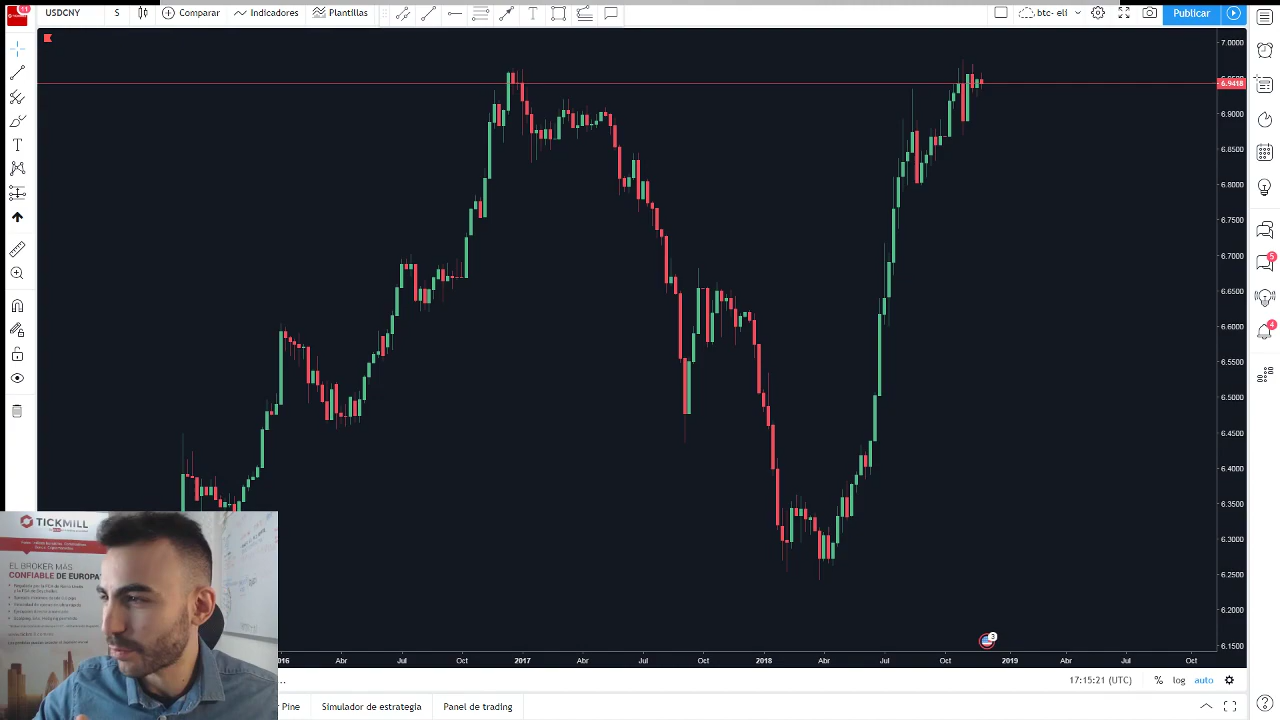 11
USDCNY
S
Comparar
Indicadores
Plantillas
T
btc- eli
Publicar
7.0000
6.9418
6.9000
6.8500
6.8000
6.7500
6.7000
6.6500
6.6000
6.5500
6.5000
6.4500
6.4000
6.3500
6.3000
6.2500
6.2000
6.1500
5
4
3
2016
Abr
Jul
Oct
2017
Abr
Jul
Oct
2018
Abr
Jul
Oct
2019
Abr
Jul
Oct
17:15:21 (UTC)
%
log
auto
Pine
Simulador de estrategia
Panel de trading
TICKMILL
EL BRÓKER MÁS
CONFIABLE DE EUROPA